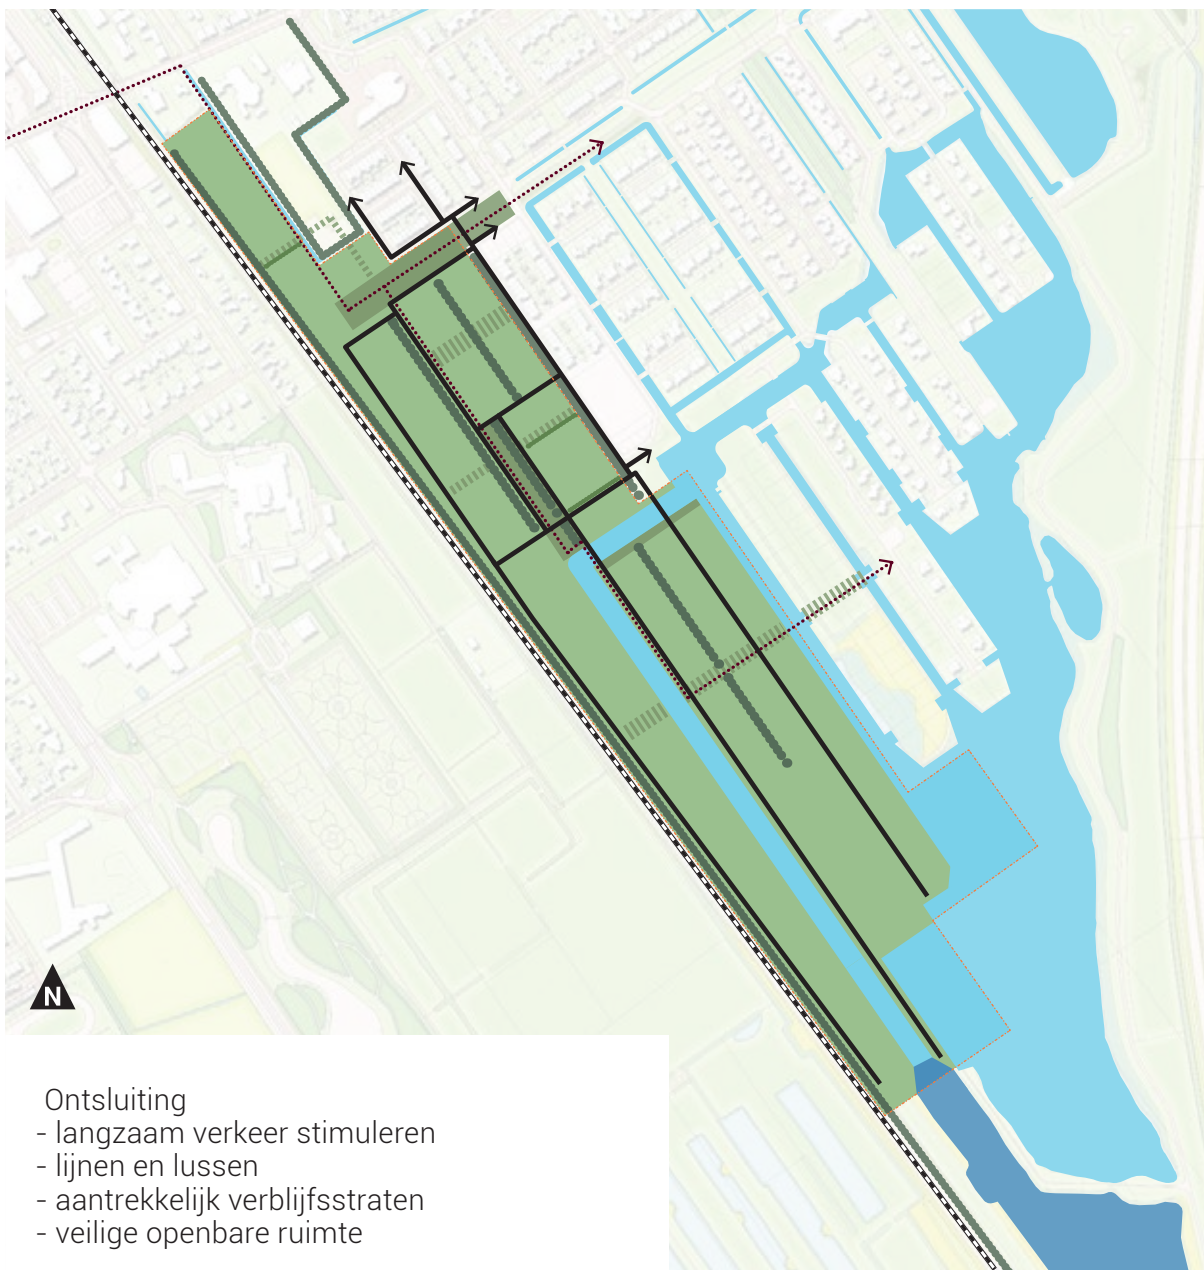 N
Ontsluiting
- langzaam verkeer stimuleren
- lijnen en lussen
- aantrekkelijk verblijfsstraten
- veilige openbare ruimte